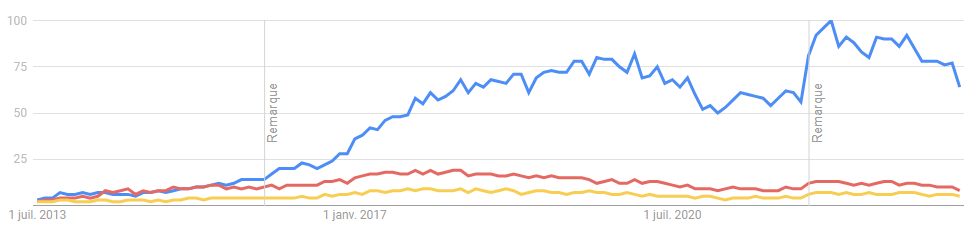 100
75
50
25
Remarque
Remarque
1 juil. 2013
1 janv. 2017
1 juil. 2020